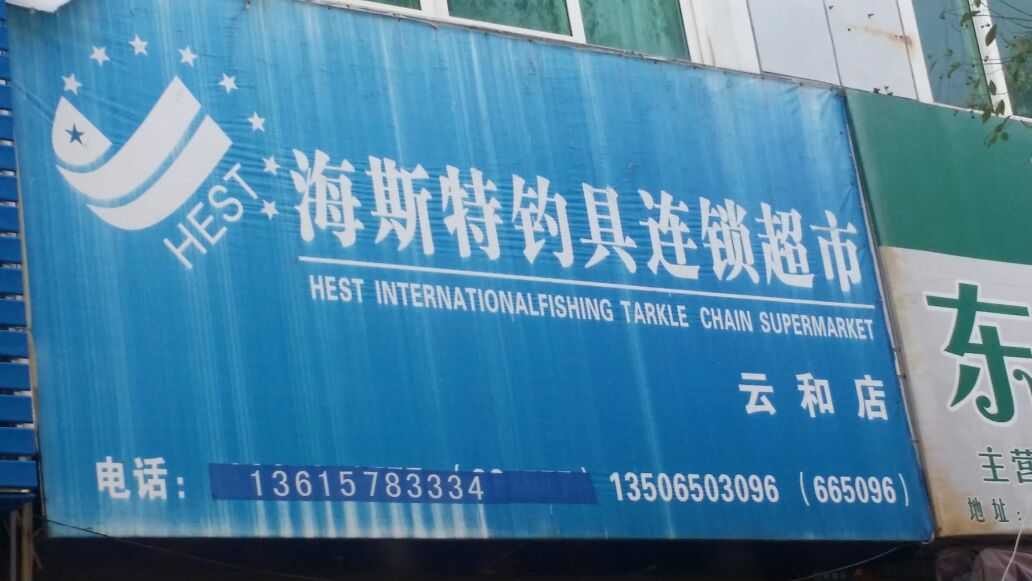 HEST
海斯特钓具连锁超市
HEST INTERNATIONALFISHING TARKLE CHAIN SUPERMARKET
云和店
电话: 13615783334 13506503096 (665096)
东
主营
地址: